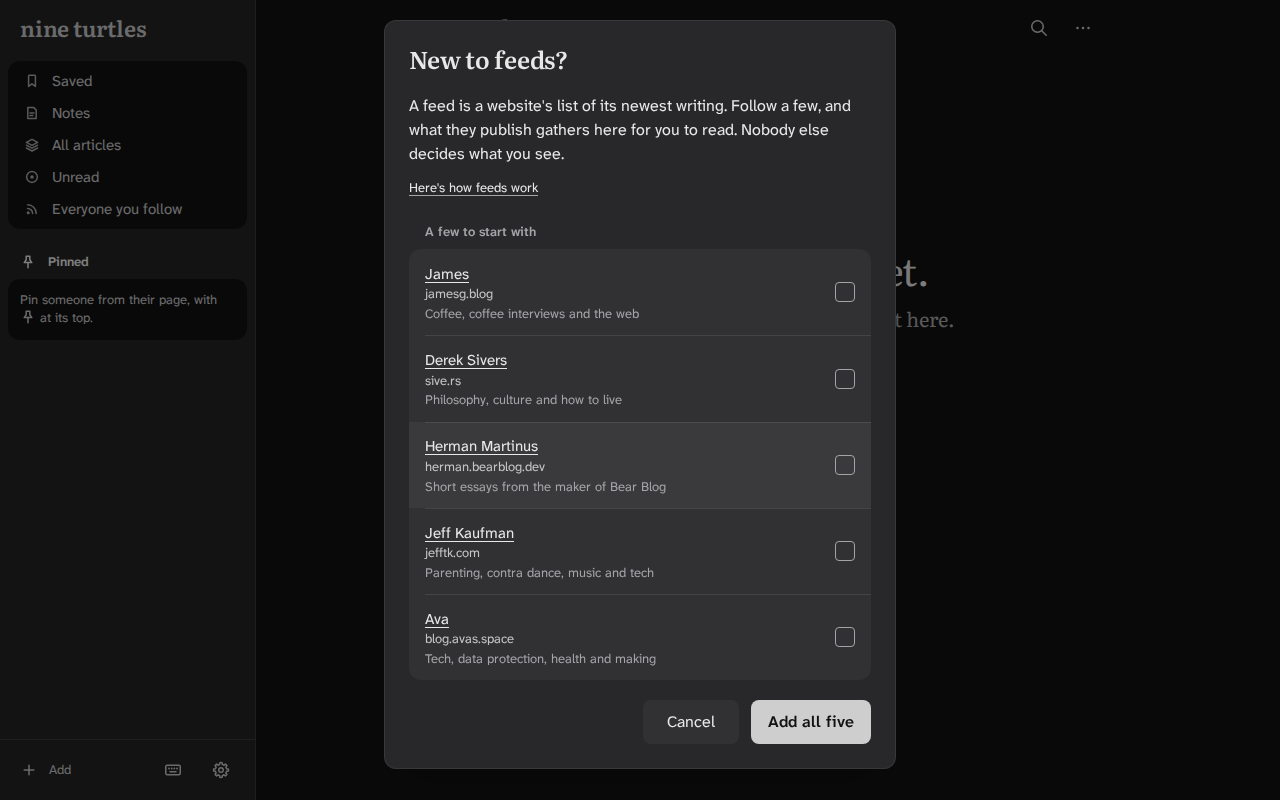 nine turtles
Saved
Notes
All articles
Unread
Everyone you follow
Pinned
Pin someone from their page, with
at its top.
Add
New to feeds?
A feed is a website's list of its newest writing. Follow a few, and
what they publish gathers here for you to read. Nobody else
decides what you see.
Here's how feeds work
A few to start with
James
jamesg.blog
Coffee, coffee interviews and the web
Derek Sivers
sive.rs
Philosophy, culture and how to live
Herman Martinus
herman.bearblog.dev
Short essays from the maker of Bear Blog
Jeff Kaufman
jefftk.com
Parenting, contra dance, music and tech
Ava
blog.avas.space
Tech, data protection, health and making
Cancel
Add all five
here.